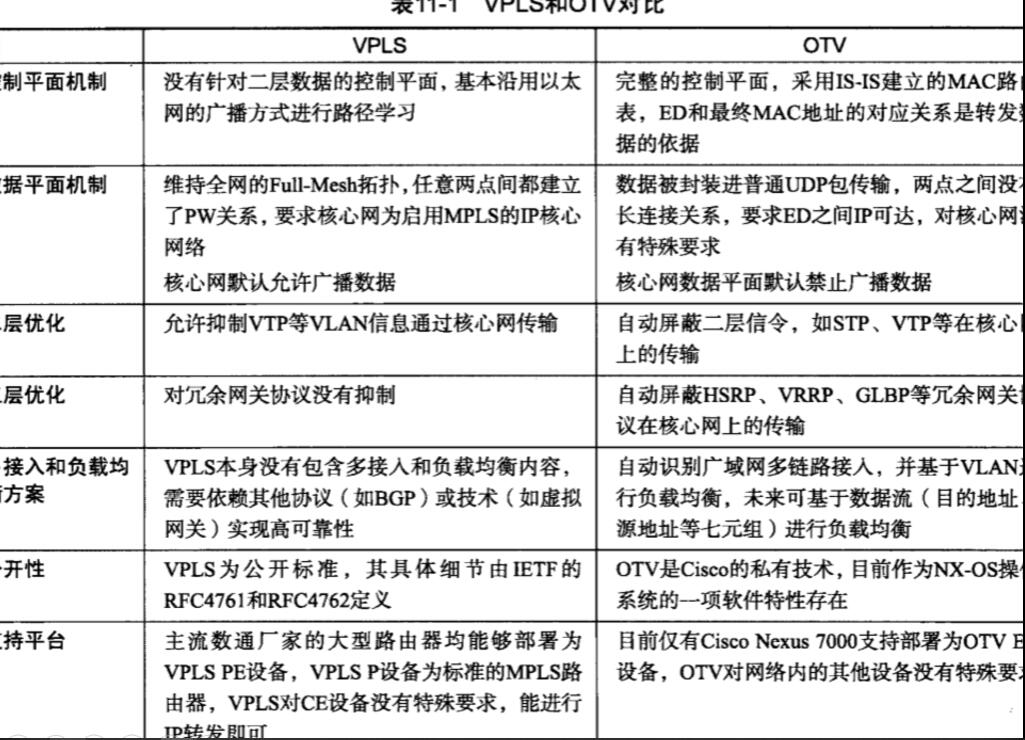 表11-1 VPLS和OTV对比
VPLS
OTV
制平面机制
没有针对二层数据的控制平面，基本沿用以太
网的广播方式进行路径学习
完整的控制平面，采用IS-IS建立的MAC路
表，ED和最终MAC地址的对应关系是转发
据的依据
据平面机制
维持全网的Full-Mesh拓扑，任意两点间都建立
了PW关系，要求核心网为启用MPLS的IP核心
网络
核心网默认允许广播数据
数据被封装进普通UDP包传输，两点之间没
长连接关系，要求ED之间IP可达，对核心网
有特殊要求
核心网数据平面默认禁止广播数据
层优化
允许抑制VTP等VLAN信息通过核心网传输
自动屏蔽二层信令，如STP、VTP等在核心
上的传输
层优化
对冗余网关协议没有抑制
自动屏蔽HSRP、VRRP、GLBP等冗余网关
议在核心网上的传输
接入和负载均
方案
VPLS本身没有包含多接入和负载均衡内容，
需要依赖其他协议（如BGP）或技术（如虚拟
网关）实现高可靠性
自动识别广域网多链路接入，并基于VLAN
行负载均衡，未来可基于数据流（目的地址
源地址等七元组）进行负载均衡
开性
VPLS为公开标准，其具体细节由IETF的
RFC4761和RFC4762定义
OTV是Cisco的私有技术，目前作为NX-OS操
系统的一项软件特性存在
支持平台
主流数通厂家的大型路由器均能够部署为
VPLS PE设备，VPLS P设备为标准的MPLS路
由器，VPLS对CE设备没有特殊要求，能进行
IP转发即可
目前仅有Cisco Nexus 7000支持部署为OTV E
设备，OTV对网络内的其他设备没有特殊要